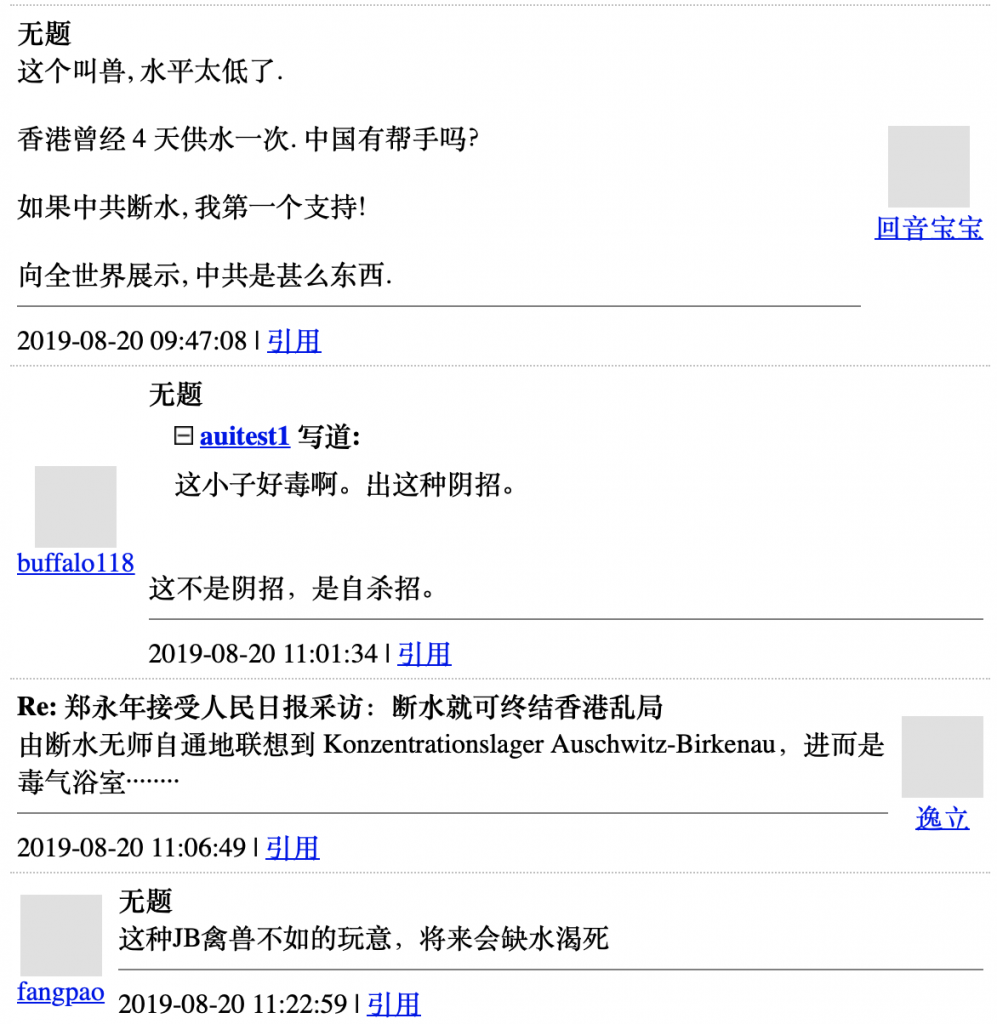 无题
这个叫兽, 水平太低了.
香港曾经 4 天供水一次. 中国有帮手吗?
如果中共断水, 我第一个支持!
向全世界展示, 中共是甚么东西.
回音宝宝
2019-08-20 09:47:08 | 引用
无题
auitest1 写道:
这小子好毒啊。出这种阴招。
buffalo118
这不是阴招，是自杀招。
2019-08-20 11:01:34 | 引用
Re: 郑永年接受人民日报采访：断水就可终结香港乱局
由断水无师自通地联想到 Konzentrationslager Auschwitz-Birkenau，进而是
毒气浴室········
逸立
2019-08-20 11:06:49 | 引用
无题
这种JB禽兽不如的玩意，将来会缺水渴死
fangpao
2019-08-20 11:22:59 | 引用